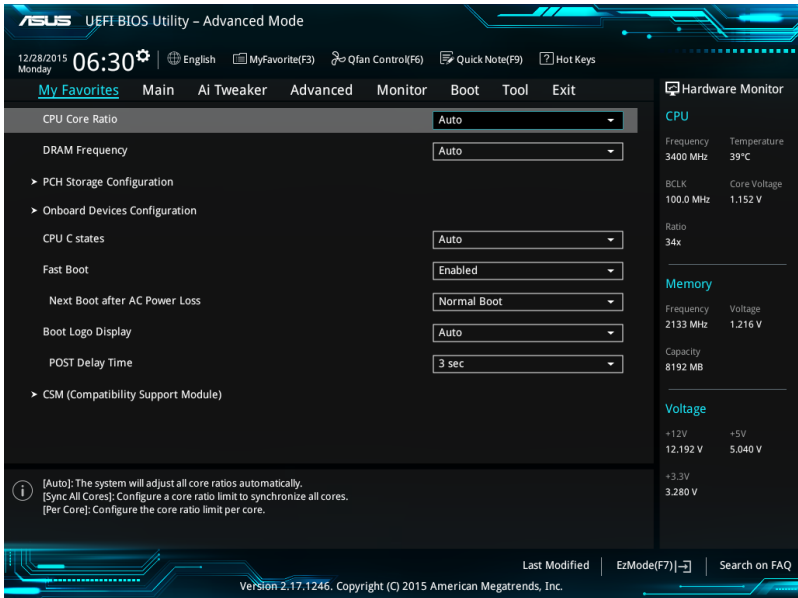 ASUS UEFI BIOS Utility – Advanced Mode
12/28/2015 Monday 06:30 English MyFavorite(F3) Qfan Control(F6) Quick Note(F9) ? Hot Keys
My Favorites Main Ai Tweaker Advanced Monitor Boot Tool Exit
CPU Core Ratio Auto
DRAM Frequency Auto
PCH Storage Configuration
Onboard Devices Configuration
CPU C states Auto
Fast Boot Enabled
Next Boot after AC Power Loss Normal Boot
Boot Logo Display Auto
POST Delay Time 3 sec
CSM (Compatibility Support Module)
[Auto]: The system will adjust all core ratios automatically.
[Sync All Cores]: Configure a core ratio limit to synchronize all cores.
[Per Core]: Configure the core ratio limit per core.
Hardware Monitor
CPU
Frequency Temperature
3400 MHz 39°C
BCLK Core Voltage
100.0 MHz 1.152 V
Ratio
34x
Memory
Frequency Voltage
2133 MHz 1.216 V
Capacity
8192 MB
Voltage
+12V +5V
12.192 V 5.040 V
+3.3V
3.280 V
Last Modified EzMode(F7) Search on FAQ
Version 2.17.1246. Copyright (C) 2015 American Megatrends, Inc.